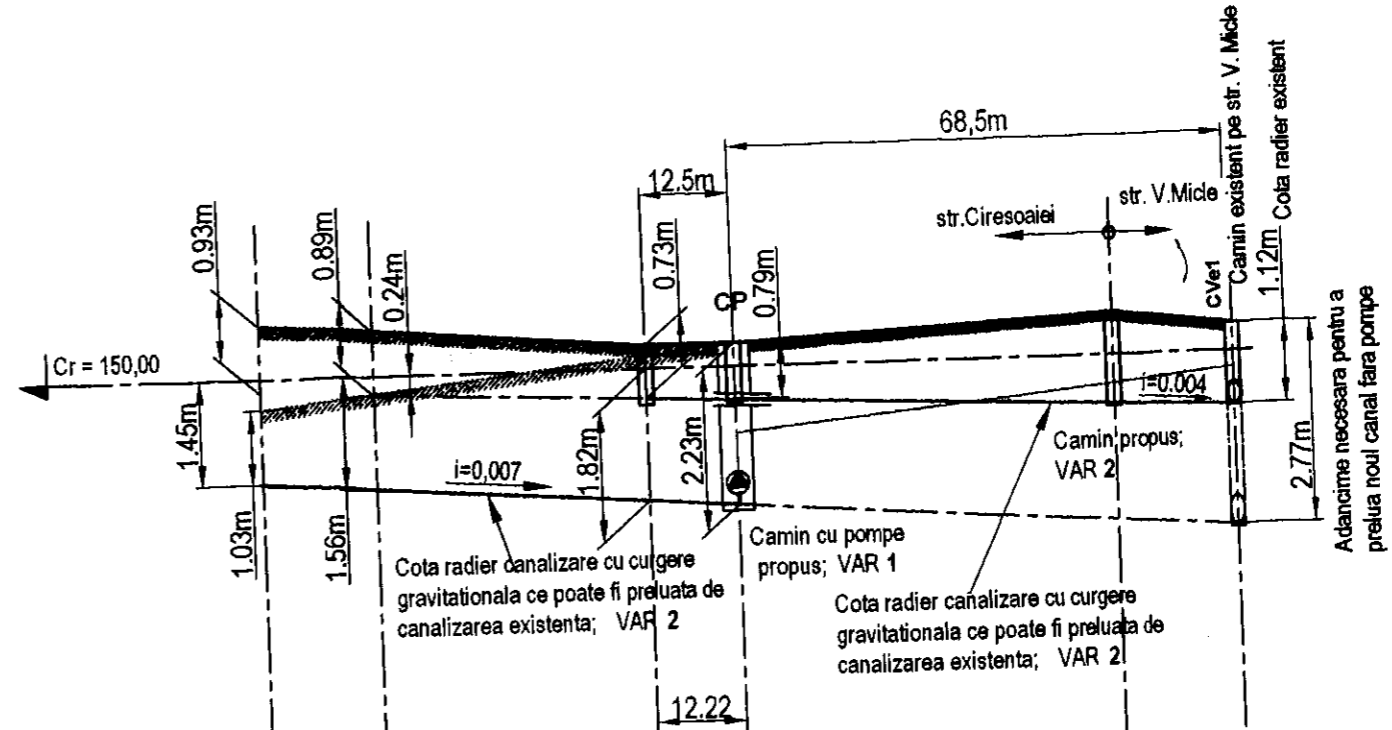 68,5m
12.5m
str.Ciresoaiei
str. V.Micle
Camin existent pe str. V. Micle
Cota radier existent
CVe1
1.12m
0.93m
0.89m
0.24m
0.73m
CP
0.79m
Cr = 150,00
i=0.004
1.45m
1.03m
1.56m
i=0,007
1.82m
2.23m
Camin propus;
VAR 2
2.77m
Adancime necesara pentru a
prelua noul canal fara pompe
Camin cu pompe
propus; VAR 1
Cota radier canalizare cu curgere
gravitationala ce poate fi preluata de
canalizarea existenta; VAR 2
Cota radier canalizare cu curgere
gravitationala ce poate fi preluata de
canalizarea existenta; VAR 2
12.22